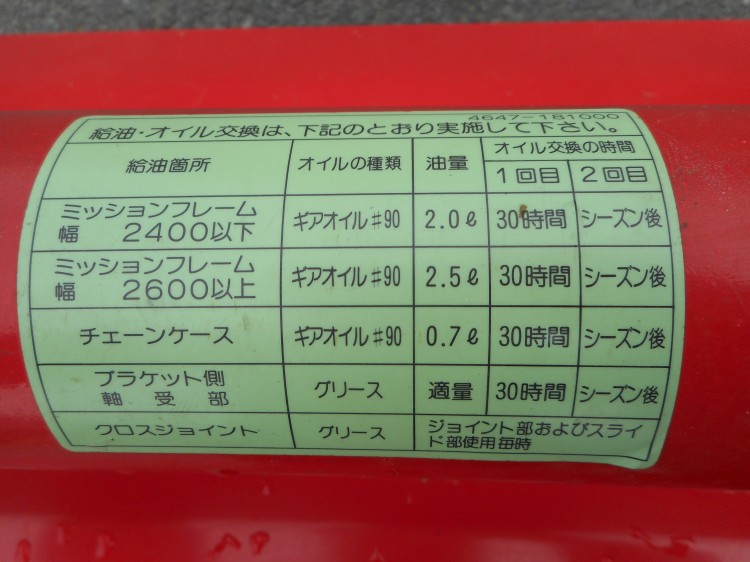 4647-181000
給油・オイル交換は、下記のとおり実施して下さい。
給油箇所 オイルの種類 油量 オイル交換の時間
1回目 2回目
ミッションフレーム
幅 2400以下 ギアオイル♯90 2.0ℓ 30時間 シーズン後
ミッションフレーム
幅 2600以上 ギアオイル♯90 2.5ℓ 30時間 シーズン後
チェーンケース ギアオイル♯90 0.7ℓ 30時間 シーズン後
ブラケット側
軸受部 グリース 適量 30時間 シーズン後
クロスジョイント グリース ジョイント部およびスライ
ド部使用毎時